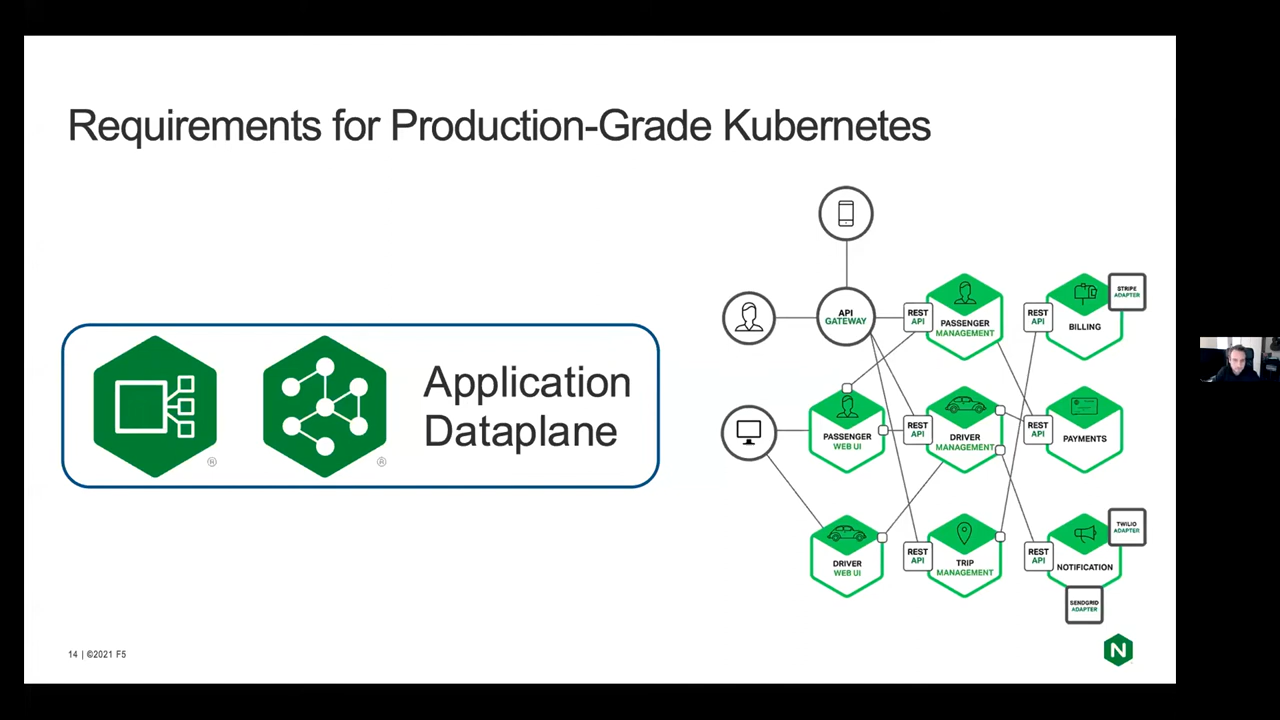 Requirements for Production-Grade Kubernetes
Application
Dataplane
®
®
API
GATEWAY
REST
API
PASSENGER
MANAGEMENT
REST
API
BILLING
STRIPE
ADAPTER
PASSENGER
WEB UI
REST
API
DRIVER
MANAGEMENT
REST
API
PAYMENTS
DRIVER
WEB UI
REST
API
TRIP
MANAGEMENT
REST
API
NOTIFICATION
TWILIO
ADAPTER
SENDGRID
ADAPTER
14 | ©2021 F5
N